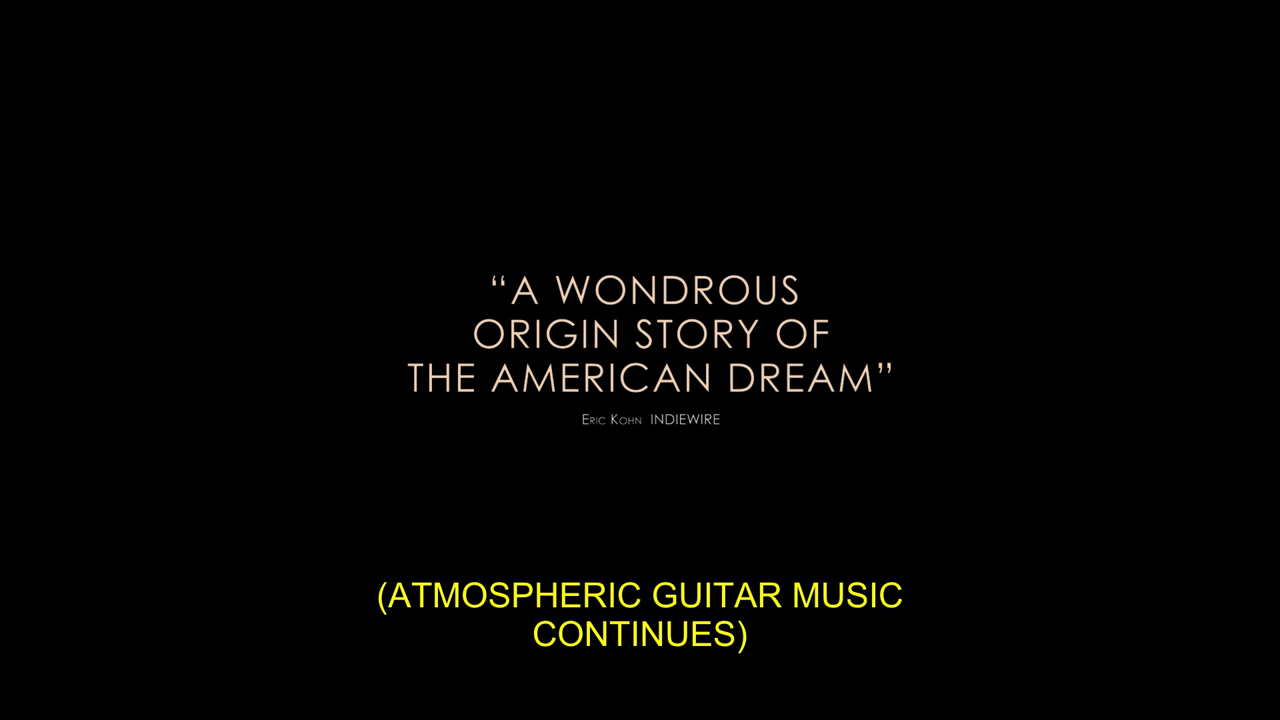 “A WONDROUS
ORIGIN STORY OF
THE AMERICAN DREAM”
ERIC KOHN INDIEWIRE
(ATMOSPHERIC GUITAR MUSIC
CONTINUES)